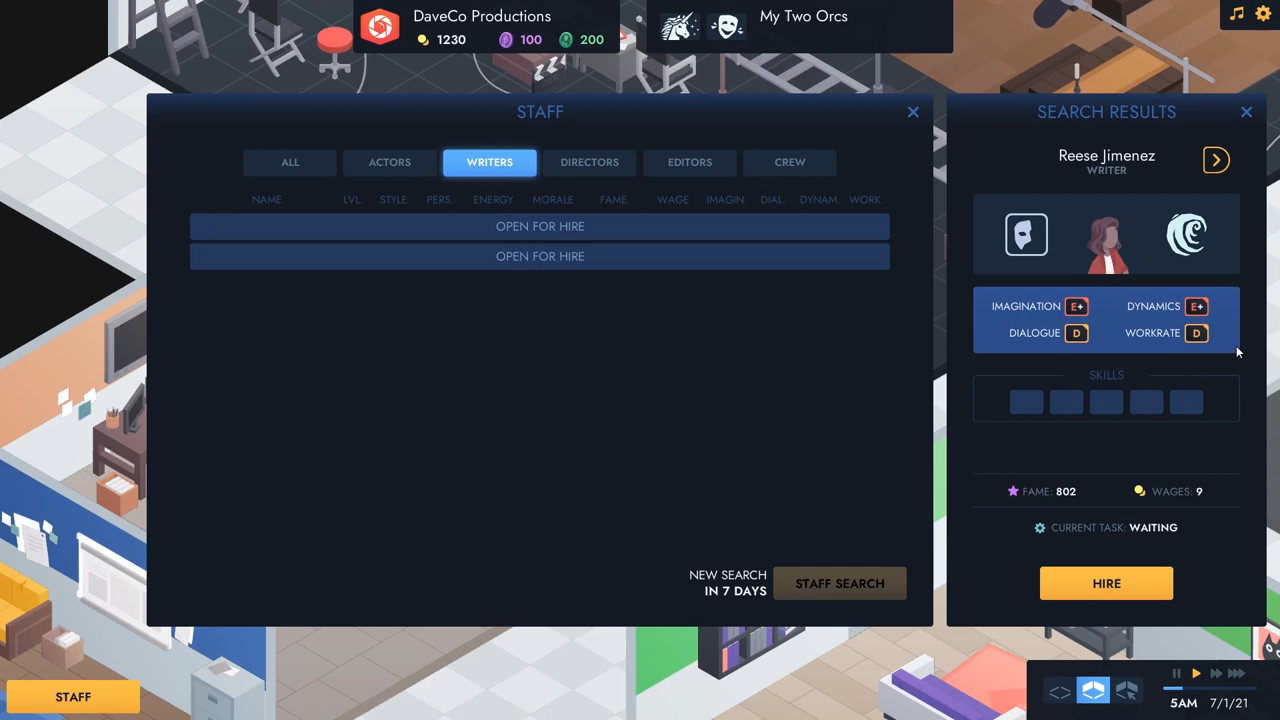 DaveCo Productions
1230 100 200
My Two Orcs
STAFF
ALL ACTORS WRITERS DIRECTORS EDITORS CREW
NAME LVL. STYLE PERS. ENERGY MORALE FAME WAGE IMAGIN. DIAL. DYNAM. WORK.
OPEN FOR HIRE
OPEN FOR HIRE
NEW SEARCH
IN 7 DAYS
STAFF SEARCH
SEARCH RESULTS
Reese Jimenez
WRITER
IMAGINATION E+ DYNAMICS E+
DIALOGUE D WORKRATE D
SKILLS
FAME: 802 WAGES: 9
CURRENT TASK: WAITING
HIRE
STAFF
5AM 7/1/21